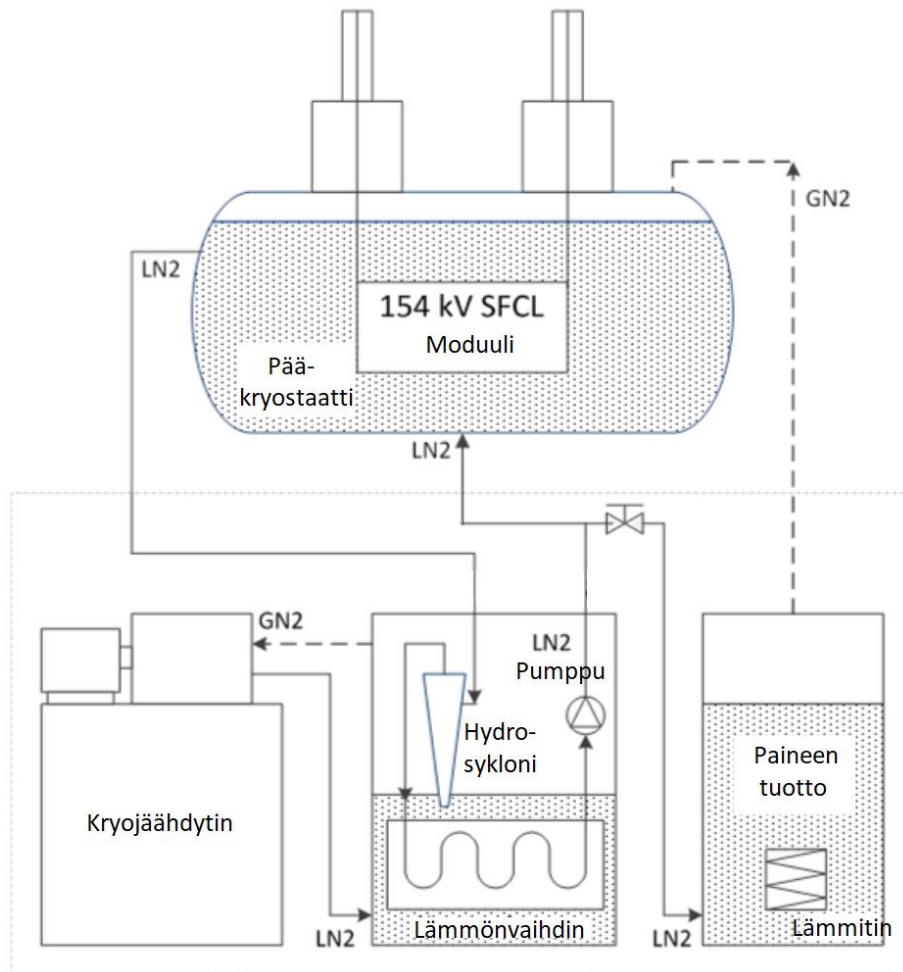 GN2
LN2
154 kV SFCL
Moduuli
Pää-
kryostaatti
LN2
GN2
LN2
Pumppu
Hydro-
sykloni
Paineen
tuotto
Kryojäähdytin
LN2
Lämmönvaihdin
LN2
Lämmitin